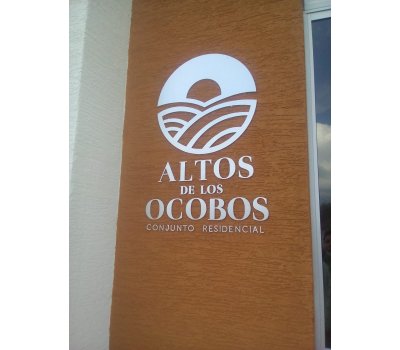 ALTOS
DE LOS
OCOBOS
CONJUNTO RESIDENCIAL